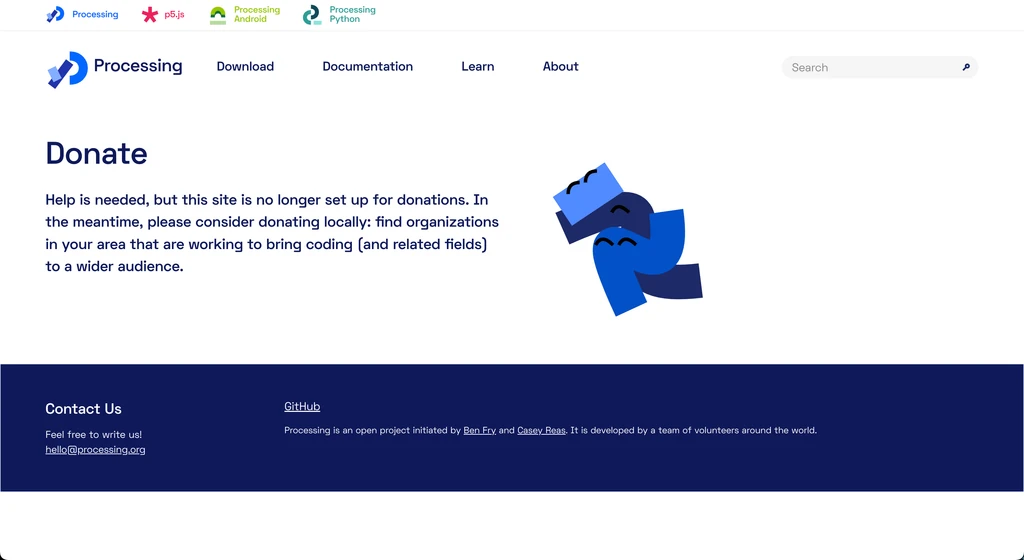 Processing
p5.js
Processing
Android
Processing
Python
Processing
Download
Documentation
Learn
About
Search
Donate
Help is needed, but this site is no longer set up for donations. In
the meantime, please consider donating locally: find organizations
in your area that are working to bring coding (and related fields)
to a wider audience.
Contact Us
Feel free to write us!
hello@processing.org
GitHub
Processing is an open project initiated by Ben Fry and Casey Reas. It is developed by a team of volunteers around the world.